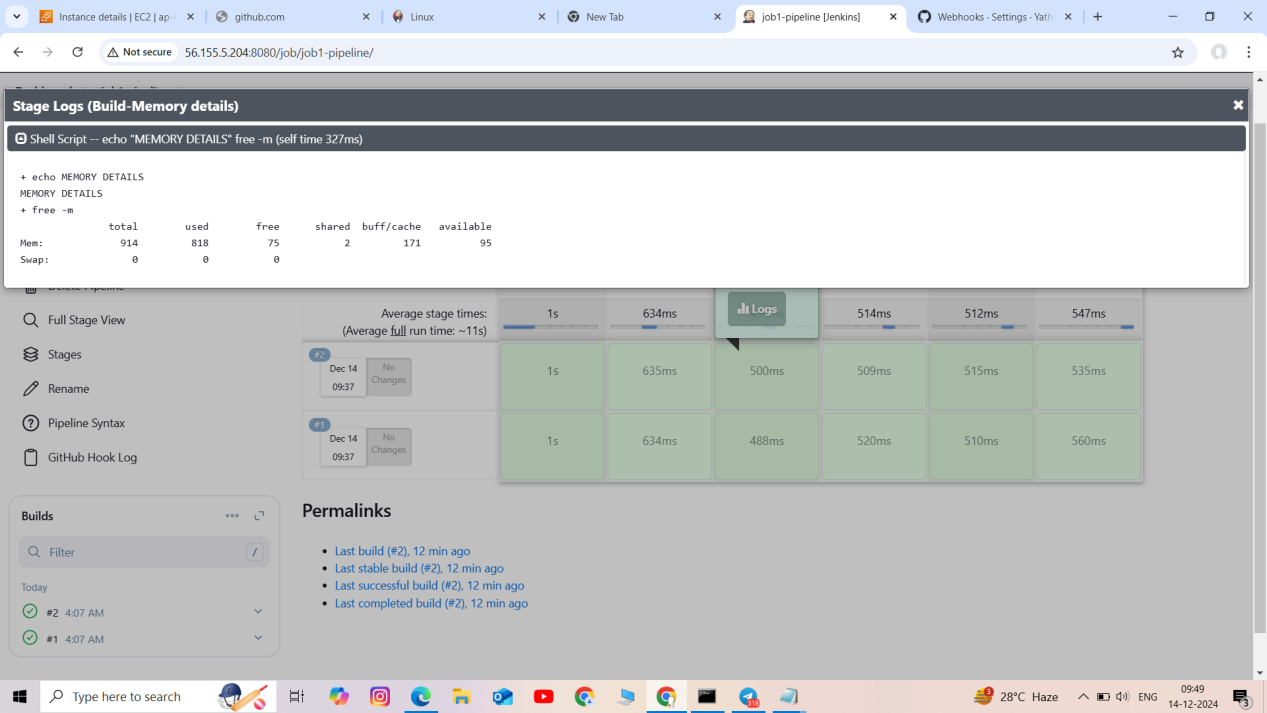 Instance details | EC2 | ap-
github.com
Linux
New Tab
job1-pipeline [Jenkins]
Webhooks · Settings · Yath
Not secure
56.155.5.204:8080/job/job1-pipeline/
Stage Logs (Build-Memory details)
Shell Script -- echo "MEMORY DETAILS" free -m (self time 327ms)
+ echo MEMORY DETAILS
MEMORY DETAILS
+ free -m
total used free shared buff/cache available
Mem: 914 818 75 2 171 95
Swap: 0 0 0
Delete Pipeline
Full Stage View
Stages
Rename
Pipeline Syntax
GitHub Hook Log
Builds
Filter /
Today
#2 4:07 AM
#1 4:07 AM
Average stage times:
(Average full run time: ~11s)
1s 634ms Logs 514ms 512ms 547ms
#2
Dec 14
09:37
No
Changes
1s 635ms 500ms 509ms 515ms 535ms
#1
Dec 14
09:37
No
Changes
1s 634ms 488ms 520ms 510ms 560ms
Permalinks
Last build (#2), 12 min ago
Last stable build (#2), 12 min ago
Last successful build (#2), 12 min ago
Last completed build (#2), 12 min ago
Type here to search
318
3
28°C Haze
ENG
09:49
14-12-2024
3